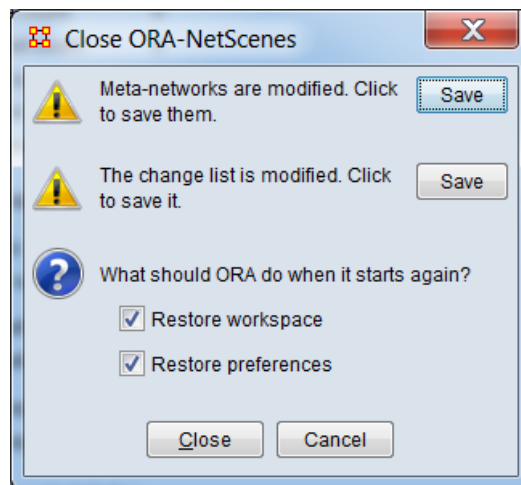 Close ORA-NetScenes
X
Meta-networks are modified. Click
to save them.
Save
The change list is modified. Click
to save it.
Save
?
What should ORA do when it starts again?
Restore workspace
Restore preferences
Close
Cancel